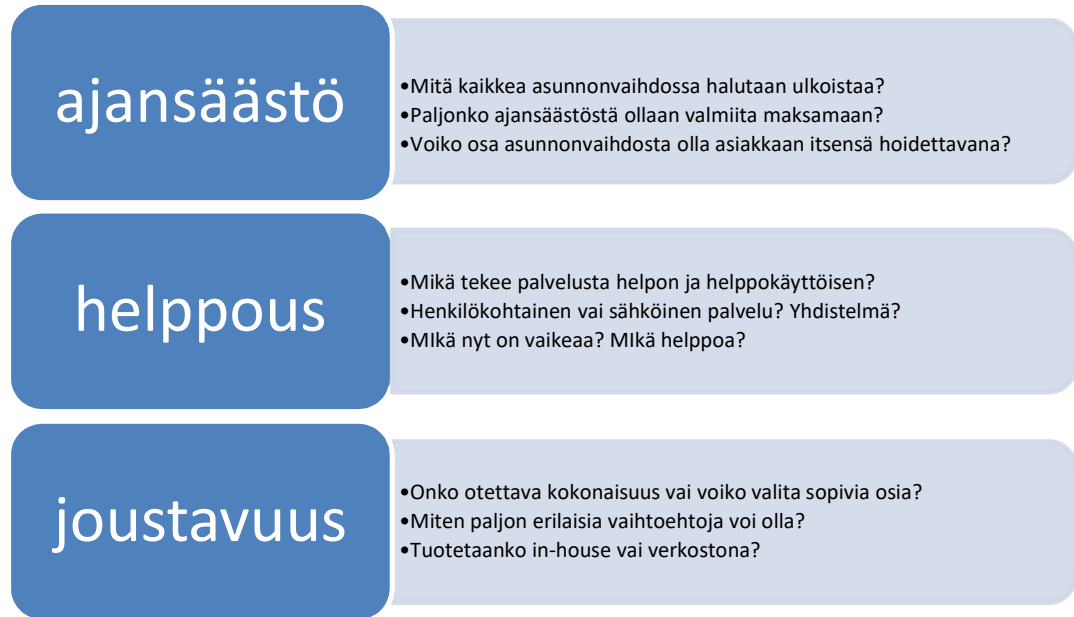 ajansäästö
•Mitä kaikkea asunnonvaihdossa halutaan ulkoistaa?
•Paljonko ajansäästöstä ollaan valmiita maksamaan?
•Voiko osa asunnonvaihdosta olla asiakkaan itsensä hoidettavana?
helppous
•Mikä tekee palvelusta helpon ja helppokäyttöisen?
•Henkilökohtainen vai sähköinen palvelu? Yhdistelmä?
•MIkä nyt on vaikeaa? MIkä helppoa?
joustavuus
•Onko otettava kokonaisuus vai voiko valita sopivia osia?
•Miten paljon erilaisia vaihtoehtoja voi olla?
•Tuotetaanko in-house vai verkostona?